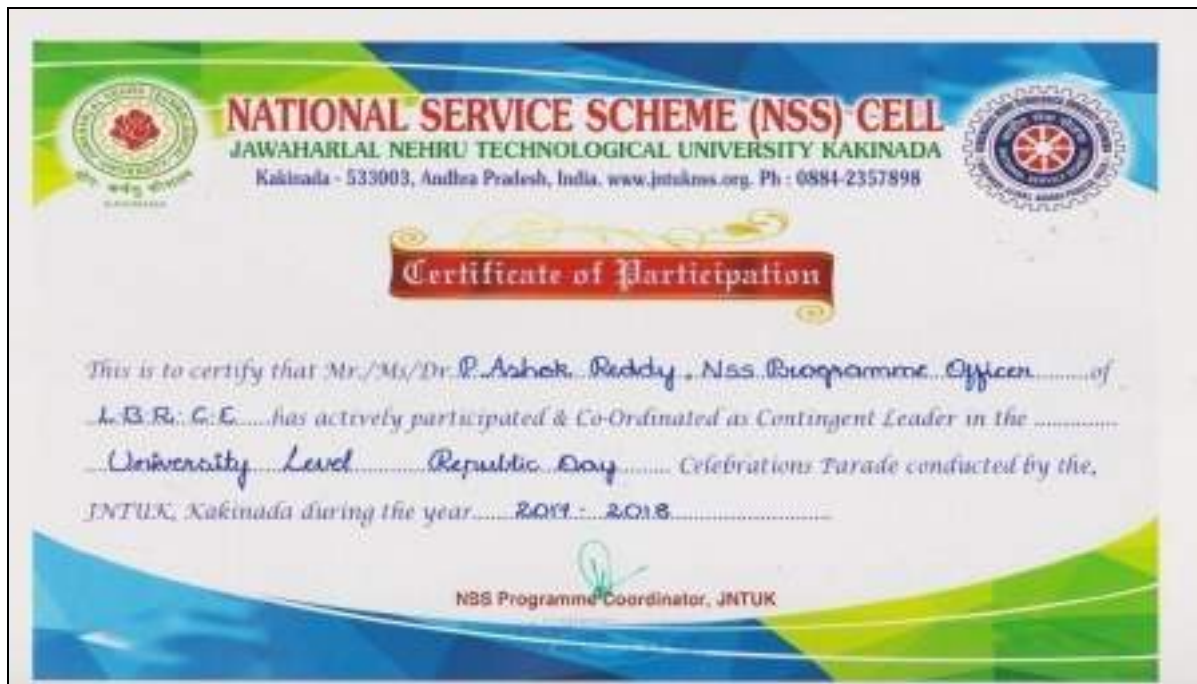 NATIONAL SERVICE SCHEME (NSS) CELL
JAWAHARLAL NEHRU TECHNOLOGICAL UNIVERSITY KAKINADA
Kakinada - 533003, Andhra Pradesh, India, www.jntuknss.org. Ph : 0884-2357898
Certificate of Participation
This is to certify that Mr./Ms/Dr. P. Ashok Reddy, Nss Programme Officer of
L.B.R.C.E has actively participated & Co-Ordinated as Contingent Leader in the
University Level Republic Day Celebrations Parade conducted by the,
JNTUK, Kakinada during the year 2017 - 2018
NSS Programme Coordinator, JNTUK